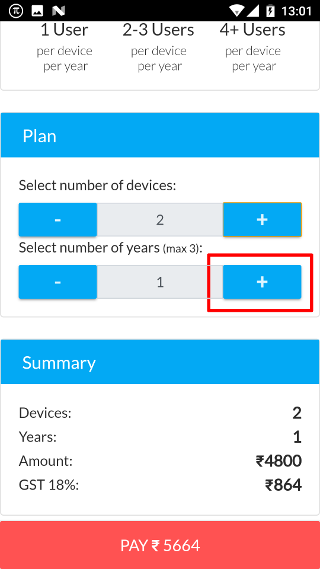 13:01
1 User 2-3 Users 4+ Users
per device per device per device
per year per year per year
Plan
Select number of devices:
- 2 +
Select number of years (max 3):
- 1 +
Summary
Devices: 2
Years: 1
Amount: ₹4800
GST 18%: ₹864
PAY ₹ 5664